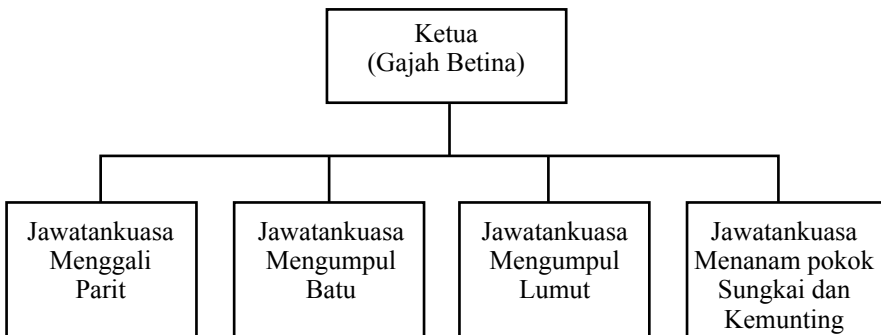 Ketua
(Gajah Betina)
Jawatankuasa
Menggali
Parit
Jawatankuasa
Mengumpul
Batu
Jawatankuasa
Mengumpul
Lumut
Jawatankuasa
Menanam pokok
Sungkai dan
Kemunting